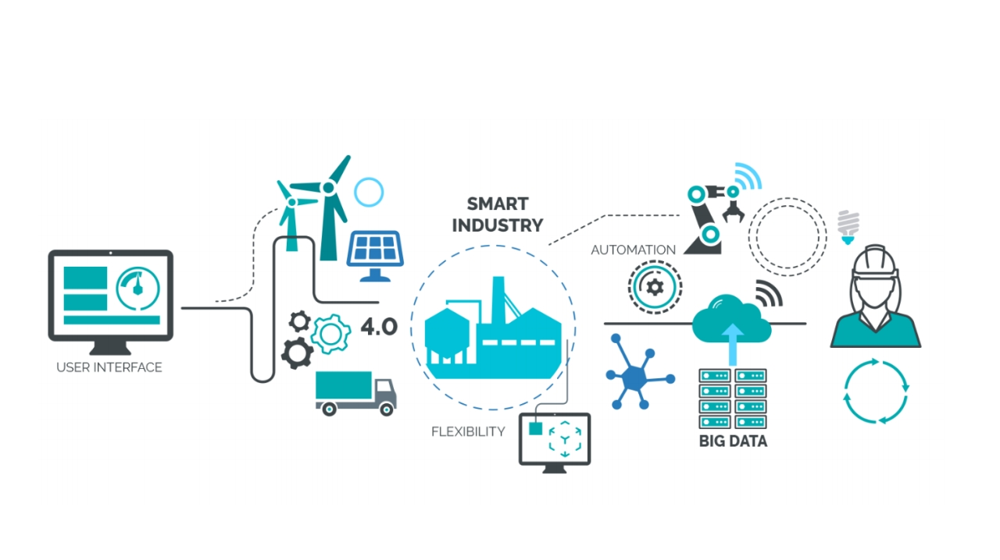 SMART
INDUSTRY
AUTOMATION
4.0
USER INTERFACE
FLEXIBILITY
BIG DATA